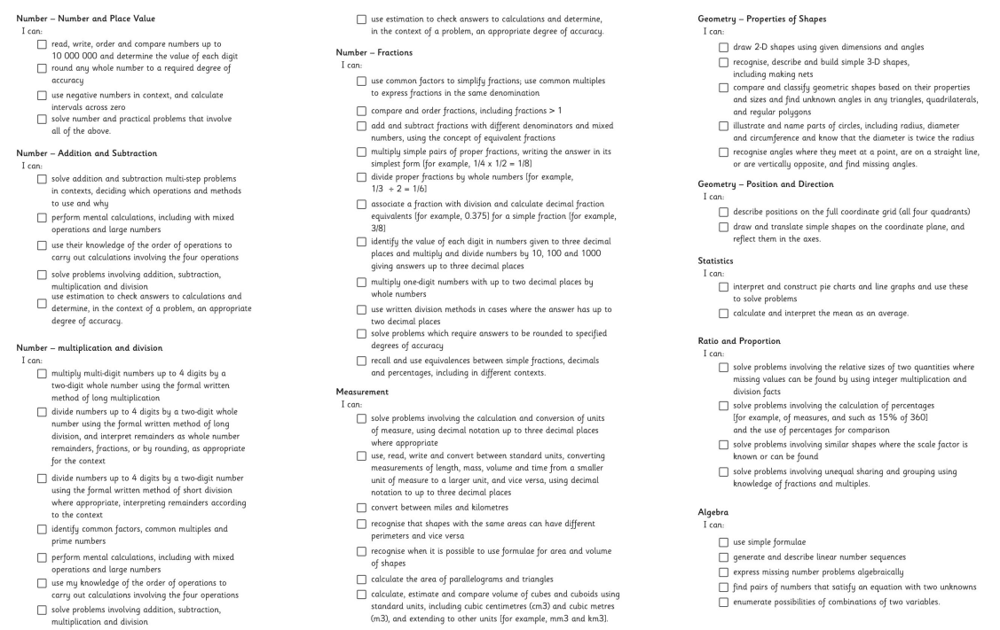 Number – Number and Place Value
I can:
read, write, order and compare numbers up to
10 000 000 and determine the value of each digit
round any whole number to a required degree of
accuracy
use negative numbers in context, and calculate
intervals across zero
solve number and practical problems that involve
all of the above.
Number – Addition and Subtraction
I can:
solve addition and subtraction multi-step problems
in contexts, deciding which operations and methods
to use and why
perform mental calculations, including with mixed
operations and large numbers
use their knowledge of the order of operations to
carry out calculations involving the four operations
solve problems involving addition, subtraction,
multiplication and division
use estimation to check answers to calculations and
determine, in the context of a problem, an appropriate
degree of accuracy.
Number – multiplication and division
I can:
multiply multi-digit numbers up to 4 digits by a
two-digit whole number using the formal written
method of long multiplication
divide numbers up to 4 digits by a two-digit whole
number using the formal written method of long
division, and interpret remainders as whole number
remainders, fractions, or by rounding, as appropriate
for the context
divide numbers up to 4 digits by a two-digit number
using the formal written method of short division
where appropriate, interpreting remainders according
to the context
identify common factors, common multiples and
prime numbers
perform mental calculations, including with mixed
operations and large numbers
use my knowledge of the order of operations to
carry out calculations involving the four operations
solve problems involving addition, subtraction,
multiplication and division
use estimation to check answers to calculations and determine,
in the context of a problem, an appropriate degree of accuracy.
Number – Fractions
I can:
use common factors to simplify fractions; use common multiples
to express fractions in the same denomination
compare and order fractions, including fractions > 1
add and subtract fractions with different denominators and mixed
numbers, using the concept of equivalent fractions
multiply simple pairs of proper fractions, writing the answer in its
simplest form [for example, 1/4 x 1/2 = 1/8]
divide proper fractions by whole numbers [for example,
1/3 ÷ 2 = 1/6]
associate a fraction with division and calculate decimal fraction
equivalents [for example, 0.375] for a simple fraction [for example,
3/8]
identify the value of each digit in numbers given to three decimal
places and multiply and divide numbers by 10, 100 and 1000
giving answers up to three decimal places
multiply one-digit numbers with up to two decimal places by
whole numbers
use written division methods in cases where the answer has up to
two decimal places
solve problems which require answers to be rounded to specified
degrees of accuracy
recall and use equivalences between simple fractions, decimals
and percentages, including in different contexts.
Measurement
I can:
solve problems involving the calculation and conversion of units
of measure, using decimal notation up to three decimal places
where appropriate
use, read, write and convert between standard units, converting
measurements of length, mass, volume and time from a smaller
unit of measure to a larger unit, and vice versa, using decimal
notation to up to three decimal places
convert between miles and kilometres
recognise that shapes with the same areas can have different
perimeters and vice versa
recognise when it is possible to use formulae for area and volume
of shapes
calculate the area of parallelograms and triangles
calculate, estimate and compare volume of cubes and cuboids using
standard units, including cubic centimetres (cm3) and cubic metres
(m3), and extending to other units [for example, mm3 and km3].
Geometry – Properties of Shapes
I can:
draw 2-D shapes using given dimensions and angles
recognise, describe and build simple 3-D shapes,
including making nets
compare and classify geometric shapes based on their properties
and sizes and find unknown angles in any triangles, quadrilaterals,
and regular polygons
illustrate and name parts of circles, including radius, diameter
and circumference and know that the diameter is twice the radius
recognise angles where they meet at a point, are on a straight line,
or are vertically opposite, and find missing angles.
Geometry – Position and Direction
I can:
describe positions on the full coordinate grid (all four quadrants)
draw and translate simple shapes on the coordinate plane, and
reflect them in the axes.
Statistics
I can:
interpret and construct pie charts and line graphs and use these
to solve problems
calculate and interpret the mean as an average.
Ratio and Proportion
I can:
solve problems involving the relative sizes of two quantities where
missing values can be found by using integer multiplication and
division facts
solve problems involving the calculation of percentages
[for example, of measures, and such as 15% of 360]
and the use of percentages for comparison
solve problems involving similar shapes where the scale factor is
known or can be found
solve problems involving unequal sharing and grouping using
knowledge of fractions and multiples.
Algebra
I can:
use simple formulae
generate and describe linear number sequences
express missing number problems algebraically
find pairs of numbers that satisfy an equation with two unknowns
enumerate possibilities of combinations of two variables.